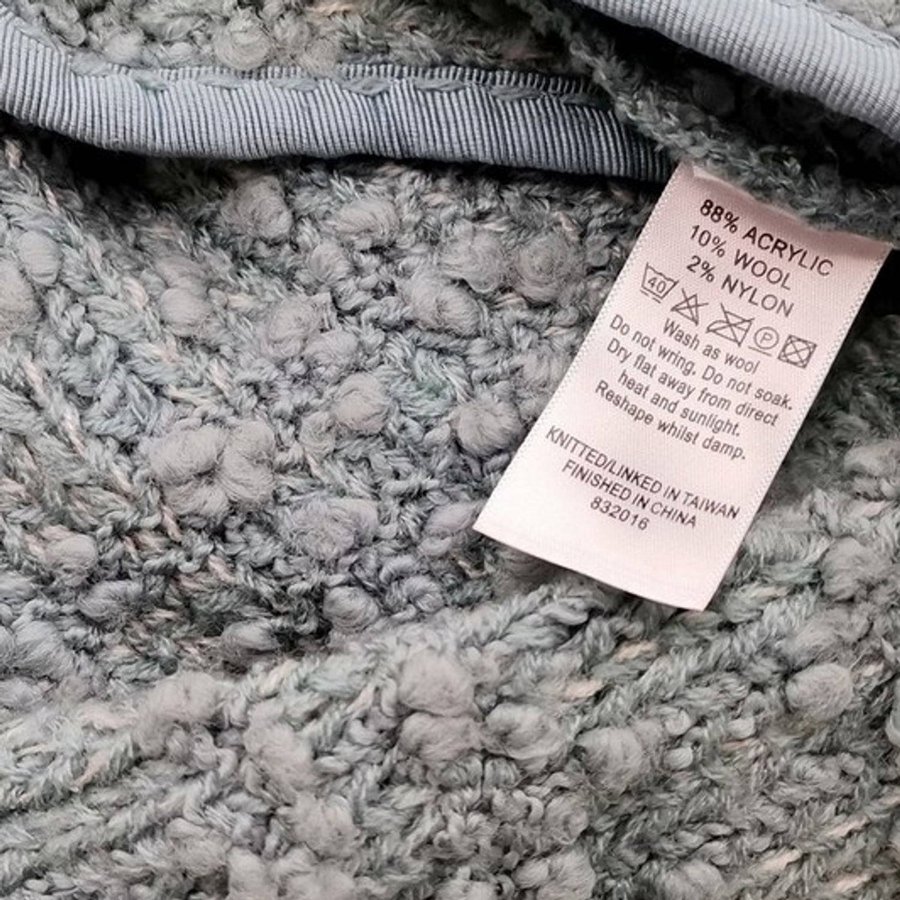 88% ACRYLIC
10% WOOL
2% NYLON
40 P
Wash as wool
Do not wring. Do not soak.
Dry flat away from direct
heat and sunlight.
Reshape whilst damp.
KNITTED/LINKED IN TAIWAN
FINISHED IN CHINA
832016